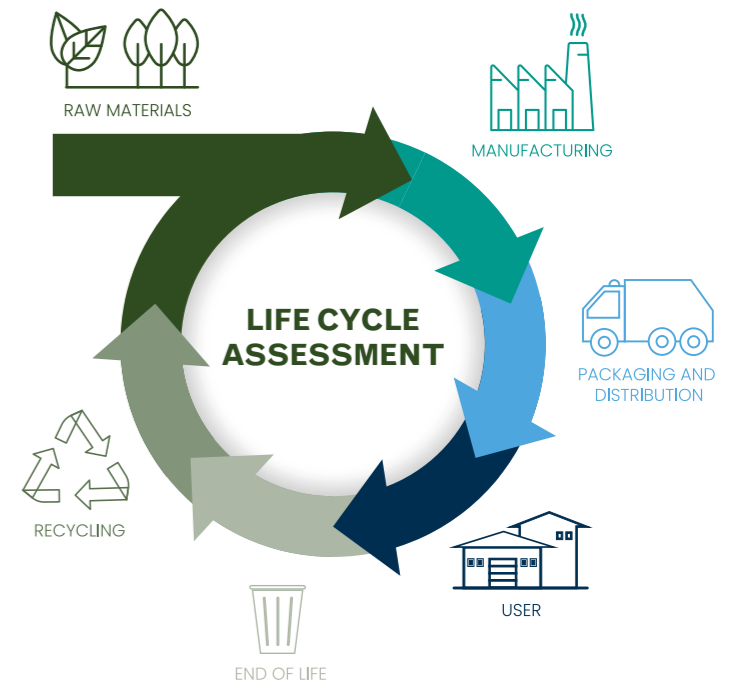 RAW MATERIALS
MANUFACTURING
LIFE CYCLE
ASSESSMENT
PACKAGING AND
DISTRIBUTION
RECYCLING
USER
END OF LIFE